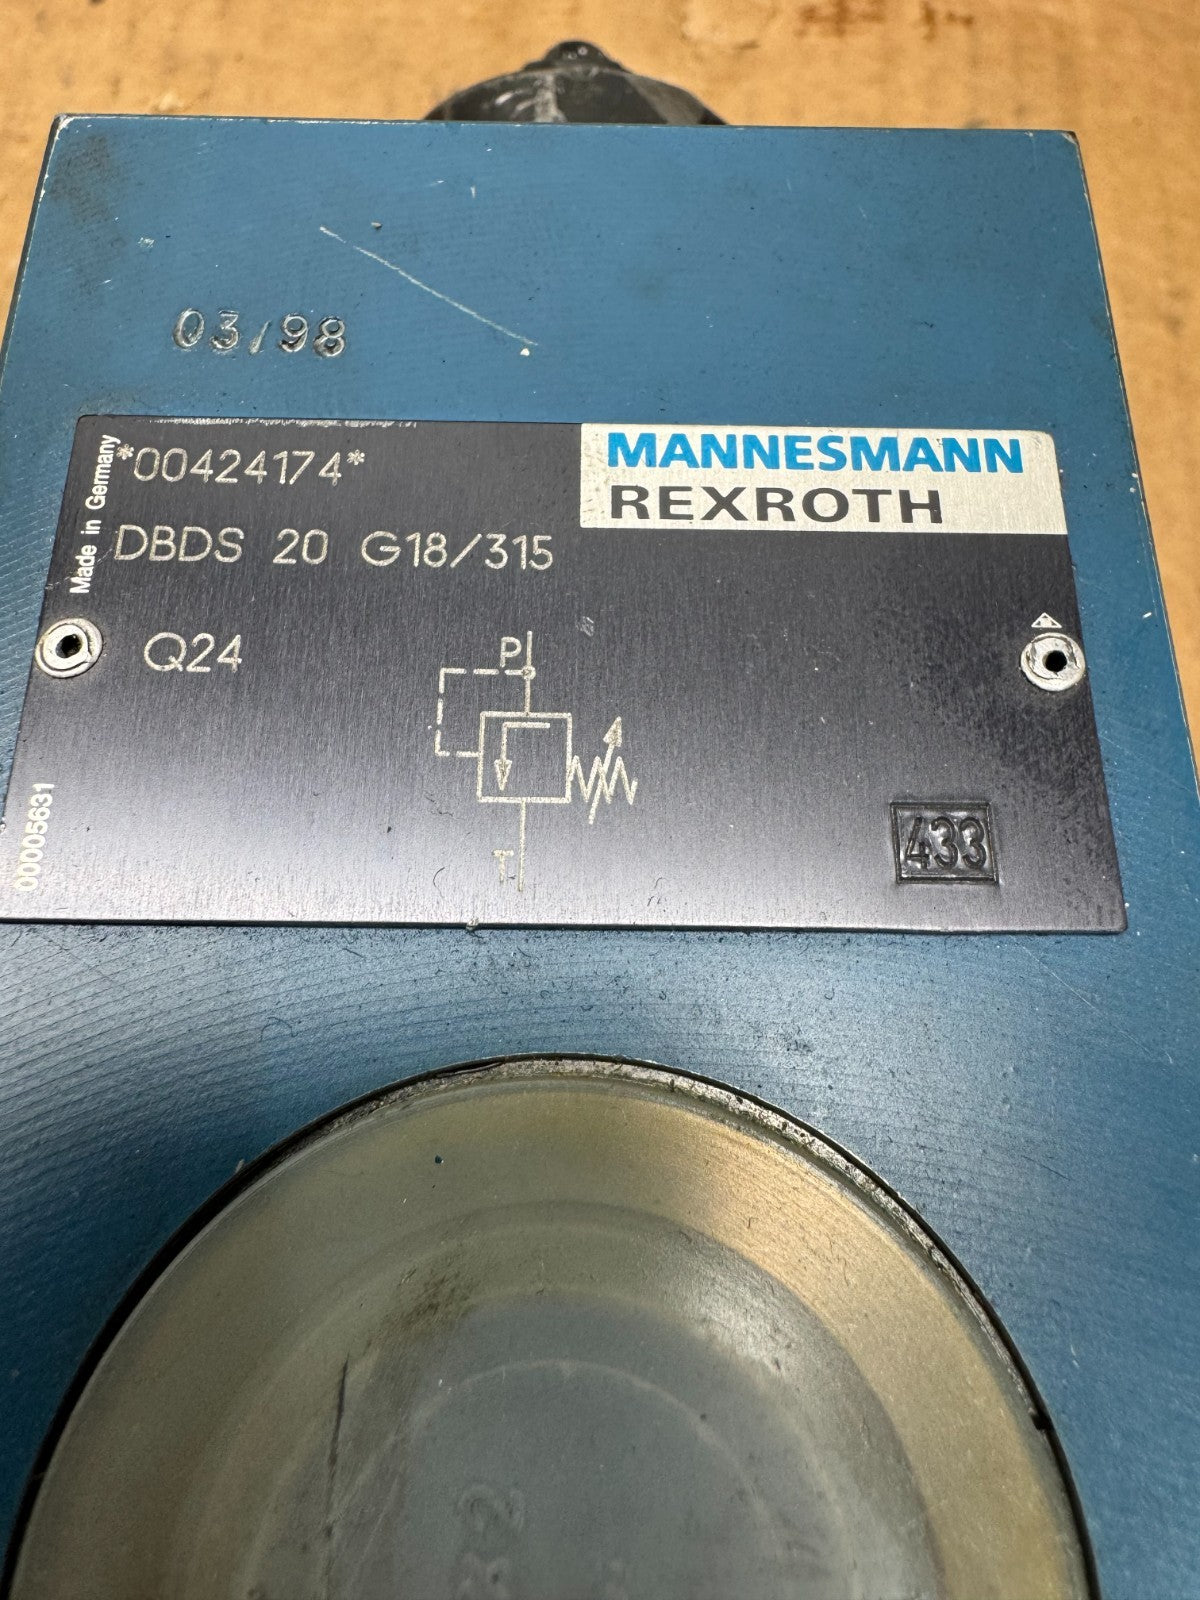 03/98
Made in Germany
*00424174*
MANNESMANN
REXROTH
DBDS 20 G18/315
Q24
P
T
433
00005631